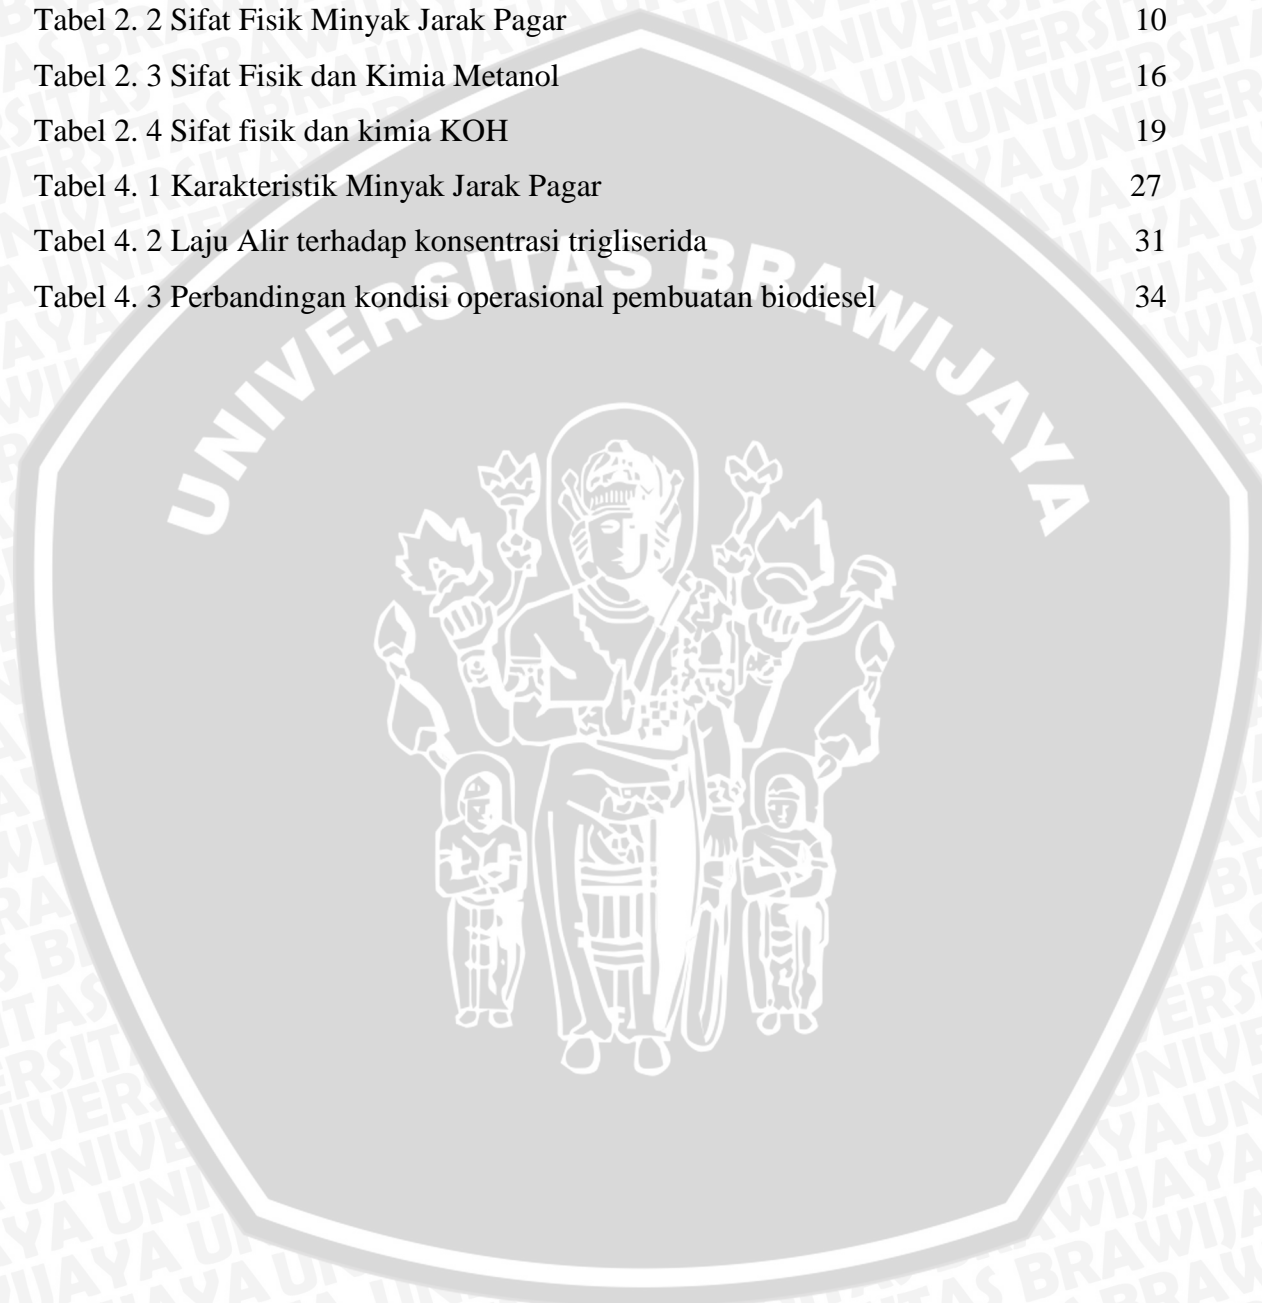 Tabel 2. 2 Sifat Fisik Minyak Jarak Pagar 10
Tabel 2. 3 Sifat Fisik dan Kimia Metanol 16
Tabel 2. 4 Sifat fisik dan kimia KOH 19
Tabel 4. 1 Karakteristik Minyak Jarak Pagar 27
Tabel 4. 2 Laju Alir terhadap konsentrasi trigliserida 31
Tabel 4. 3 Perbandingan kondisi operasional pembuatan biodiesel 34
UNIVERSITAS BRAWIJAYA